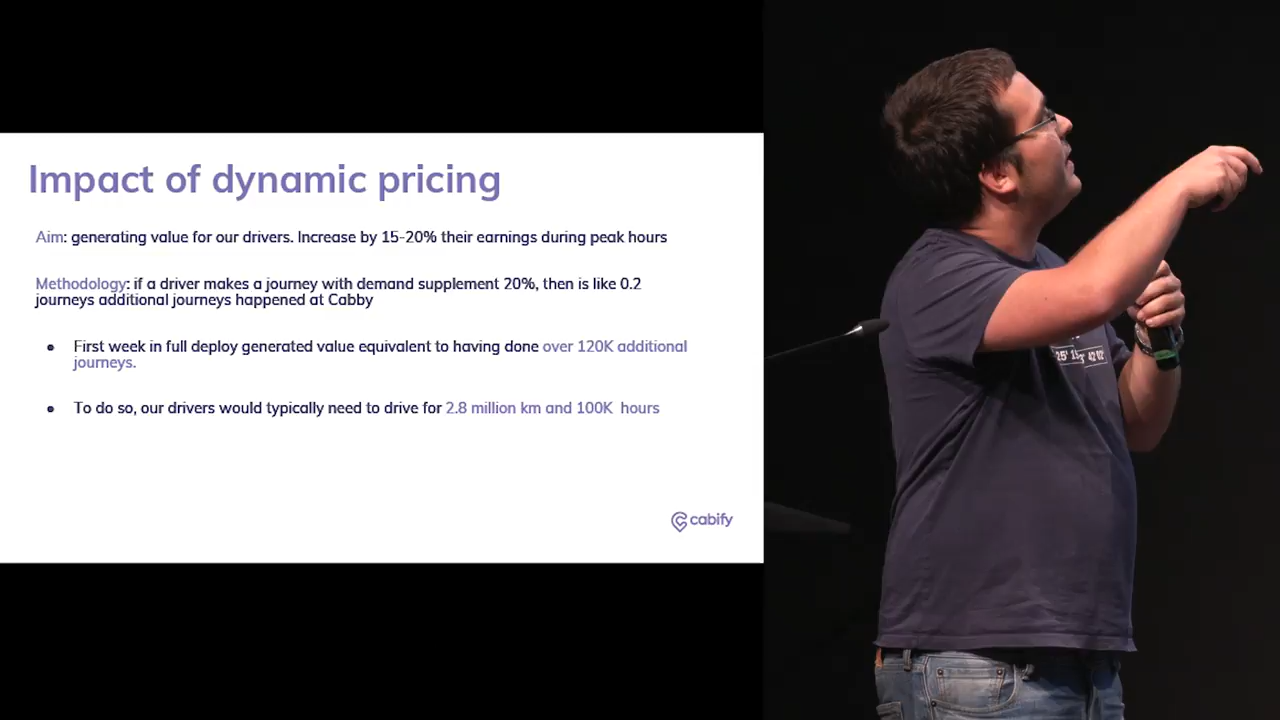 Impact of dynamic pricing
Aim: generating value for our drivers. Increase by 15-20% their earnings during peak hours
Methodology: if a driver makes a journey with demand supplement 20%, then is like 0.2
journeys additional journeys happened at Cabby
• First week in full deploy generated value equivalent to having done over 120K additional
journeys.
• To do so, our drivers would typically need to drive for 2.8 million km and 100K hours
cabify